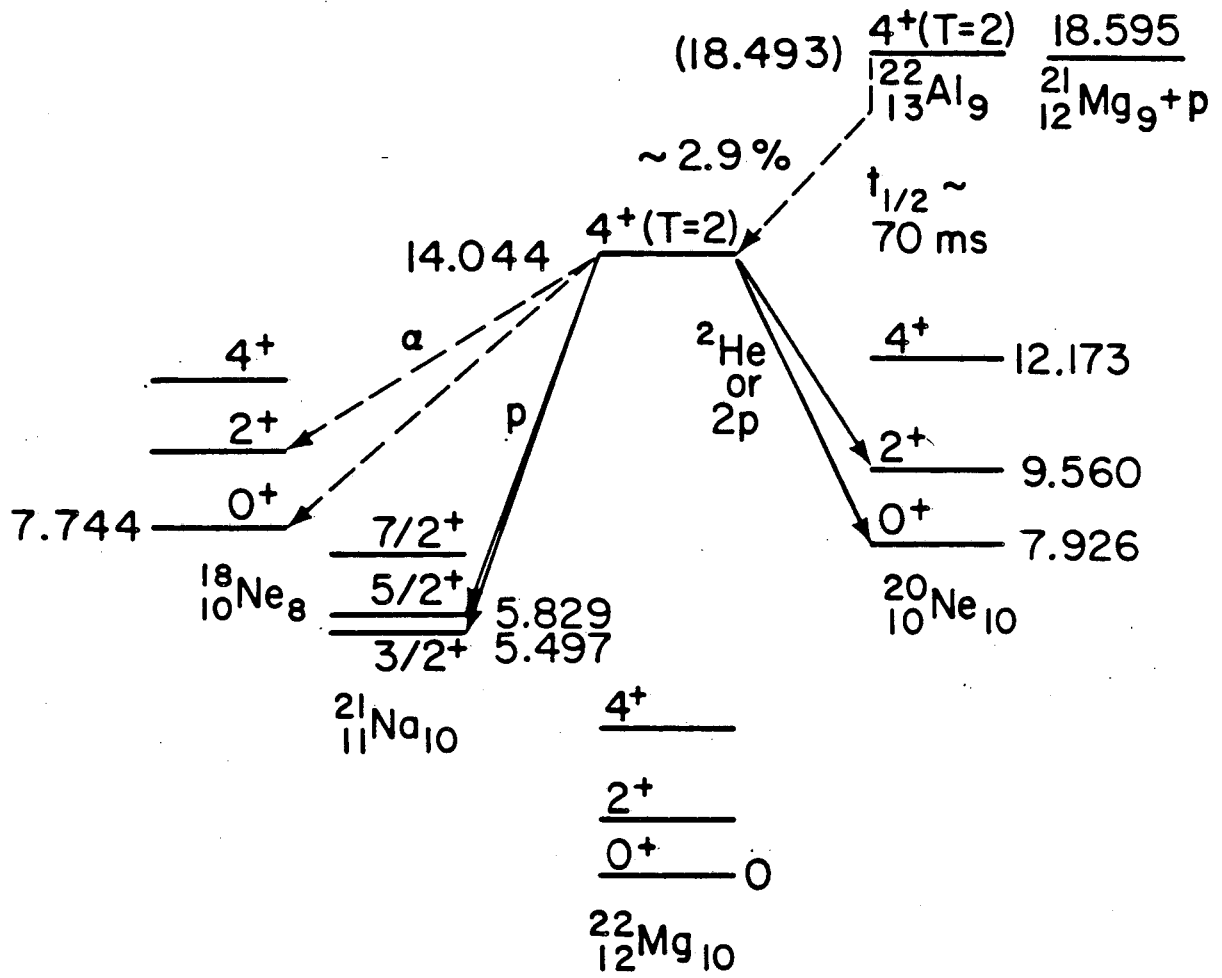 (18.493) 4⁺(T=2) 18.595
²²₁₃Al₉ ²¹₁₂Mg₉+p
~2.9%
t₁/₂ ~
70 ms
4⁺(T=2)
14.044
α
p
²He
or
2p
4⁺ 12.173
2⁺ 9.560
0⁺ 7.926
²⁰₁₀Ne₁₀
4⁺
2⁺
7.744 0⁺
¹⁸₁₀Ne₈
7/2⁺
5/2⁺ 5.829
3/2⁺ 5.497
²¹₁₁Na₁₀
4⁺
2⁺
0⁺ 0
²²₁₂Mg₁₀